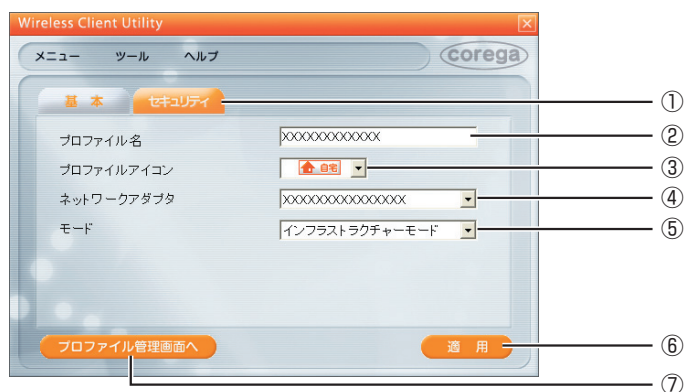 Wireless Client Utility
メニュー ツール ヘルプ corega
基本 セキュリティ ①
プロファイル名 XXXXXXXXXXXX ②
プロファイルアイコン 自宅 ③
ネットワークアダプタ XXXXXXXXXXXXXXX ④
モード インフラストラクチャーモード ⑤
プロファイル管理画面へ 適用 ⑥
⑦